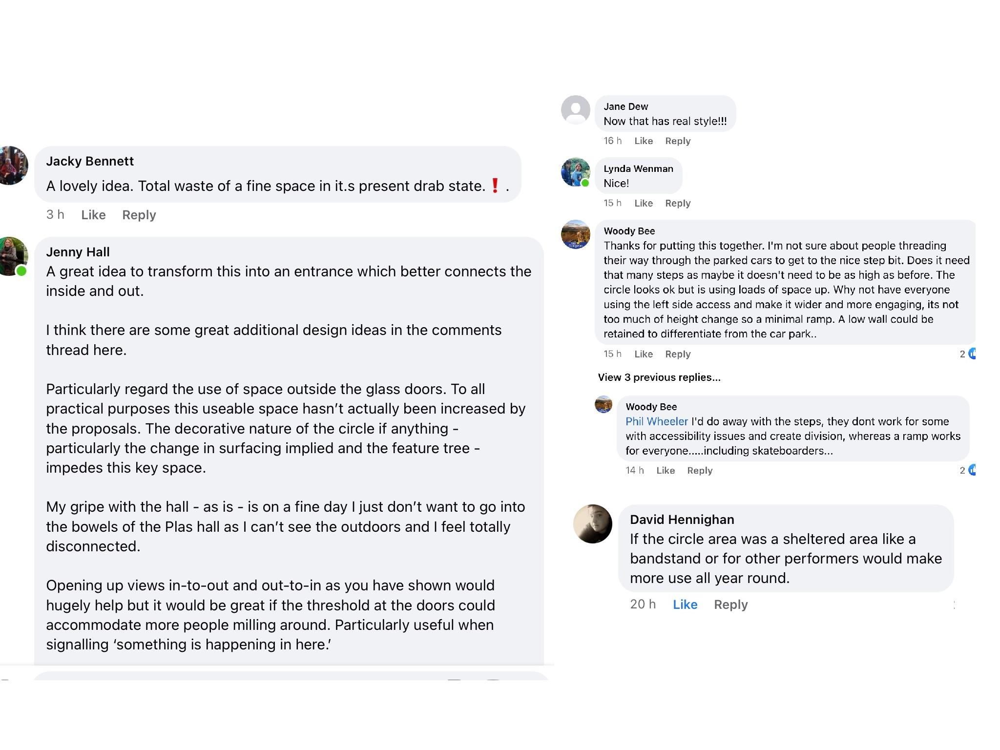 Jacky Bennett
A lovely idea. Total waste of a fine space in it.s present drab state.❗.
3 h Like Reply
Jenny Hall
A great idea to transform this into an entrance which better connects the
inside and out.
I think there are some great additional design ideas in the comments
thread here.
Particularly regard the use of space outside the glass doors. To all
practical purposes this useable space hasn’t actually been increased by
the proposals. The decorative nature of the circle if anything -
particularly the change in surfacing implied and the feature tree -
impedes this key space.
My gripe with the hall - as is - is on a fine day I just don’t want to go into
the bowels of the Plas hall as I can’t see the outdoors and I feel totally
disconnected.
Opening up views in-to-out and out-to-in as you have shown would
hugely help but it would be great if the threshold at the doors could
accommodate more people milling around. Particularly useful when
signalling ‘something is happening in here.’
Jane Dew
Now that has real style!!!
16 h Like Reply
Lynda Wenman
Nice!
15 h Like Reply
Woody Bee
Thanks for putting this together. I'm not sure about people threading
their way through the parked cars to get to the nice step bit. Does it need
that many steps as maybe it doesn't need to be as high as before. The
circle looks ok but is using loads of space up. Why not have everyone
using the left side access and make it wider and more engaging, its not
too much of height change so a minimal ramp. A low wall could be
retained to differentiate from the car park..
15 h Like Reply 2
View 3 previous replies...
Woody Bee
Phil Wheeler I'd do away with the steps, they dont work for some
with accessibility issues and create division, whereas a ramp works
for everyone.....including skateboarders...
14 h Like Reply 2
David Hennighan
If the circle area was a sheltered area like a
bandstand or for other performers would make
more use all year round.
20 h Like Reply